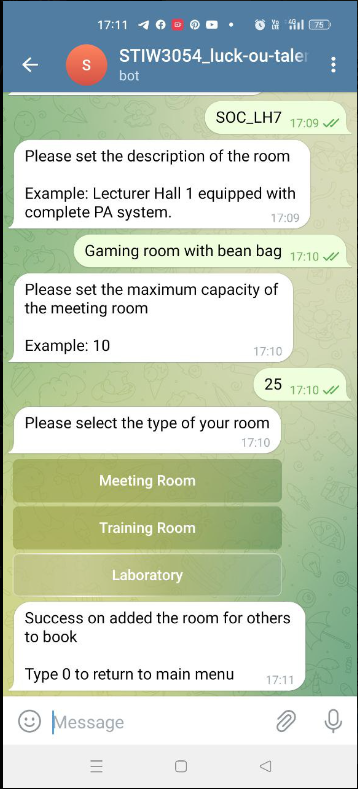 17:11
75
STIW3054_luck-ou-taler
bot
SOC_LH7
17:09
Please set the description of the room
Example: Lecturer Hall 1 equipped with
complete PA system.
17:09
Gaming room with bean bag
17:10
Please set the maximum capacity of
the meeting room
Example: 10
17:10
25
17:10
Please select the type of your room
17:10
Meeting Room
Training Room
Laboratory
Success on added the room for others
to book
Type 0 to return to main menu
17:11
Message